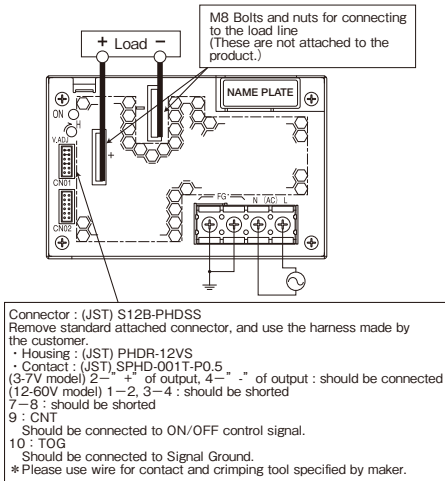 M8 Bolts and nuts for connecting
to the load line
(These are not attached to the
product.)
+ Load −
NAME PLATE
ON
H
V.ADJ
−
+
CN01
CN02
FG N (AC) L
Connector : (JST) S12B-PHDSS
Remove standard attached connector, and use the harness made by
the customer.
・Housing : (JST) PHDR-12VS
・Contact : (JST) SPHD-001T-P0.5
(3-7V model) 2−” +” of output, 4−” -” of output : should be connected
(12-60V model) 1−2, 3−4 : should be shorted
7−8 : should be shorted
9 : CNT
Should be connected to ON/OFF control signal.
10 : TOG
Should be connected to Signal Ground.
＊Please use wire for contact and crimping tool specified by maker.